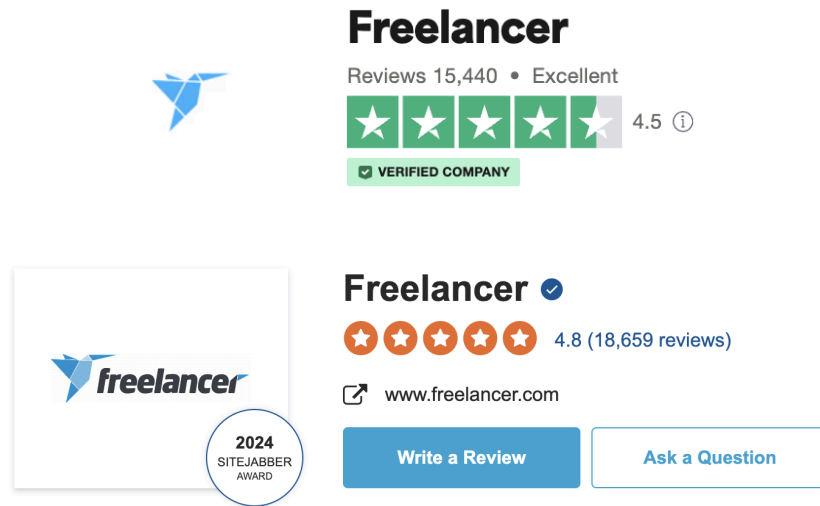 Freelancer
Reviews 15,440 • Excellent
4.5
VERIFIED COMPANY
freelancer
2024
SITEJABBER
AWARD
Freelancer
4.8 (18,659 reviews)
www.freelancer.com
Write a Review
Ask a Question